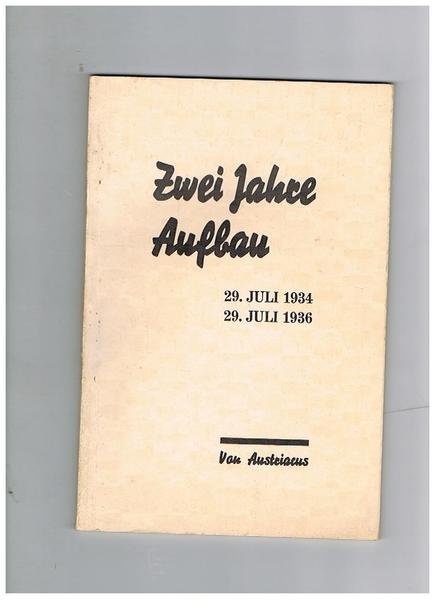 Zwei Jahre
Aufbau
29. JULI 1934
29. JULI 1936
Von Austriacus